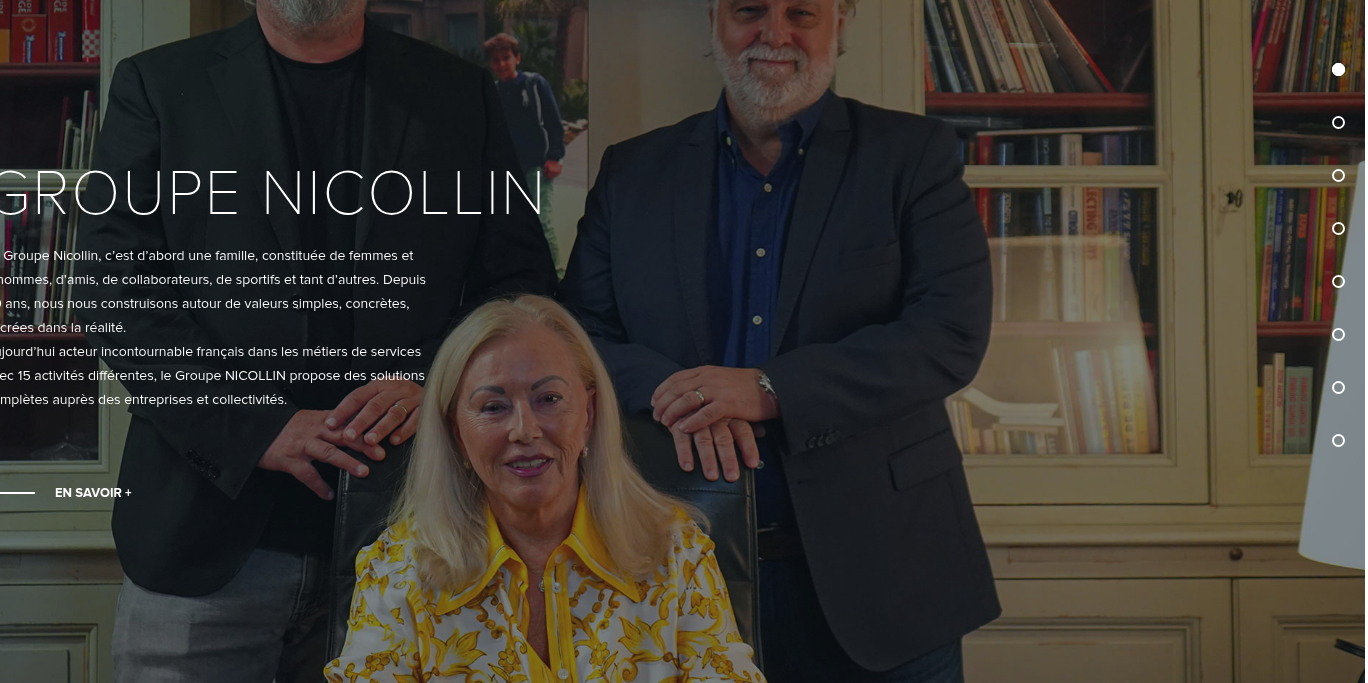 GROUPE NICOLLIN
Groupe Nicollin, c’est d’abord une famille, constituée de femmes et
hommes, d’amis, de collaborateurs, de sportifs et tant d’autres. Depuis
ans, nous nous construisons autour de valeurs simples, concrètes,
crées dans la réalité.
jourd’hui acteur incontournable français dans les métiers de services
ec 15 activités différentes, le Groupe NICOLLIN propose des solutions
mplètes auprès des entreprises et collectivités.
EN SAVOIR +